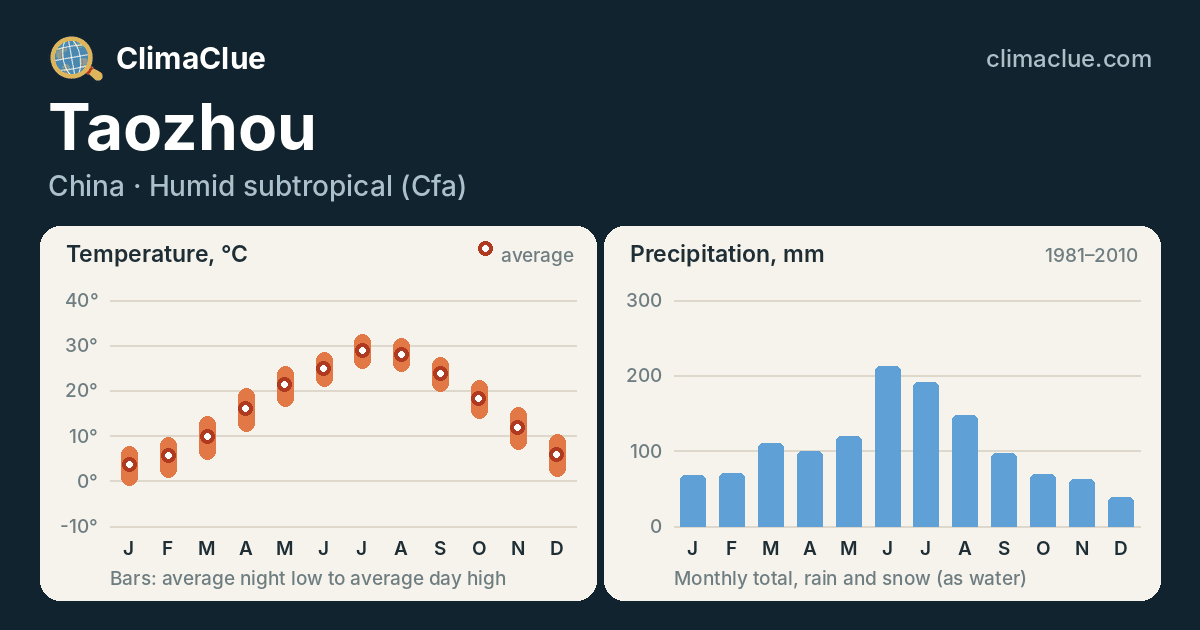 ClimaClue
climaclue.com
Taozhou
China · Humid subtropical (Cfa)
Temperature, °C
average
40°
30°
20°
10°
0°
-10°
J F M A M J J A S O N D
Bars: average night low to average day high
Precipitation, mm
1981–2010
300
200
100
0
J F M A M J J A S O N D
Monthly total, rain and snow (as water)